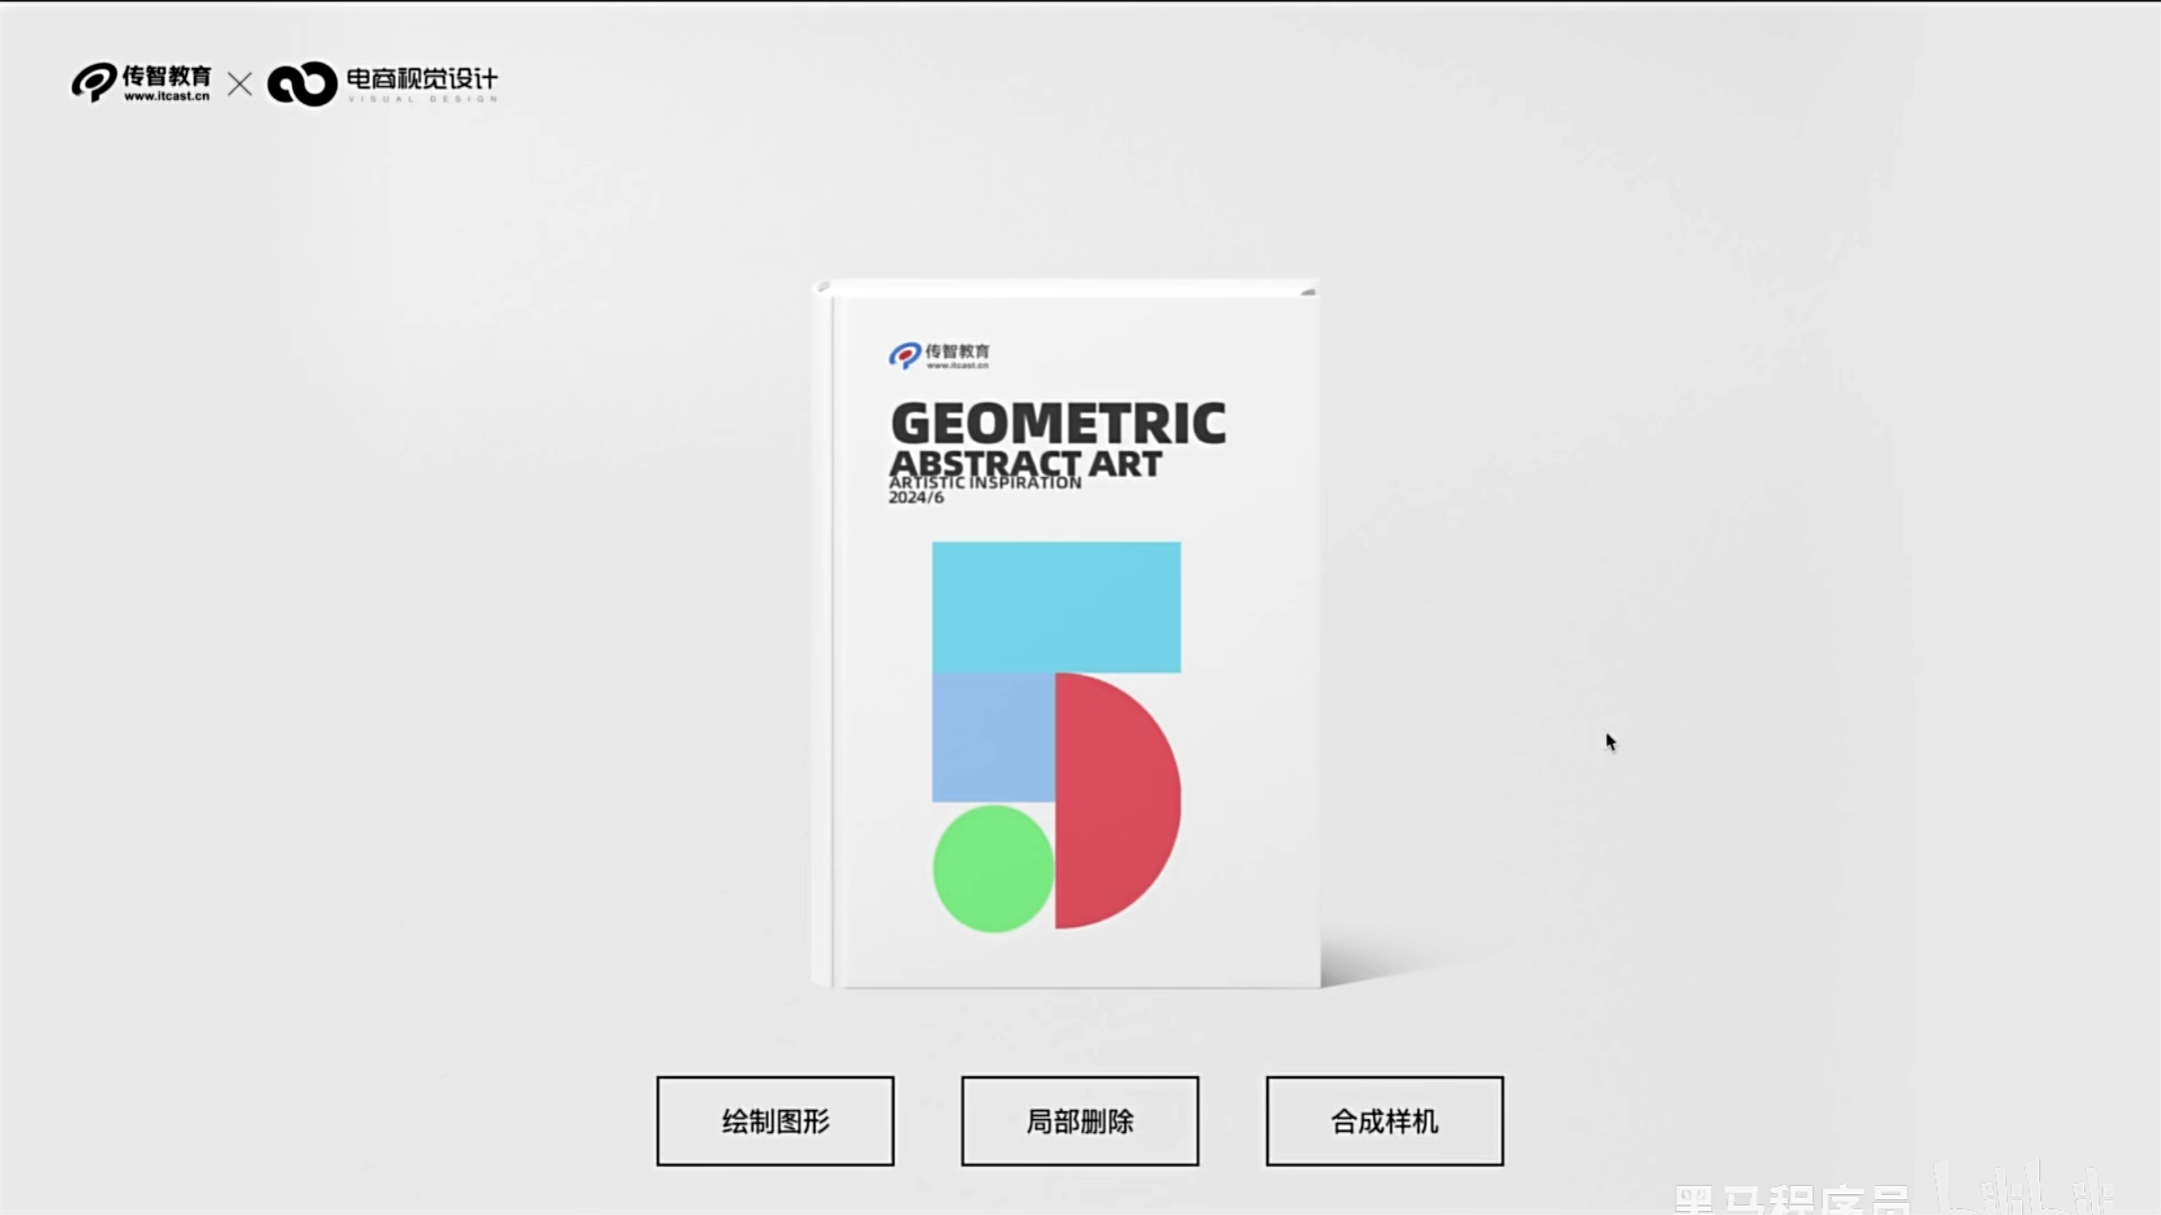 传智教育
www.itcast.cn
电商视觉设计
VISUAL DESIGN
传智教育
www.itcast.cn
GEOMETRIC
ABSTRACT ART
ARTISTIC INSPIRATION
2024/6
绘制图形
局部删除
合成样机
黑马程序员